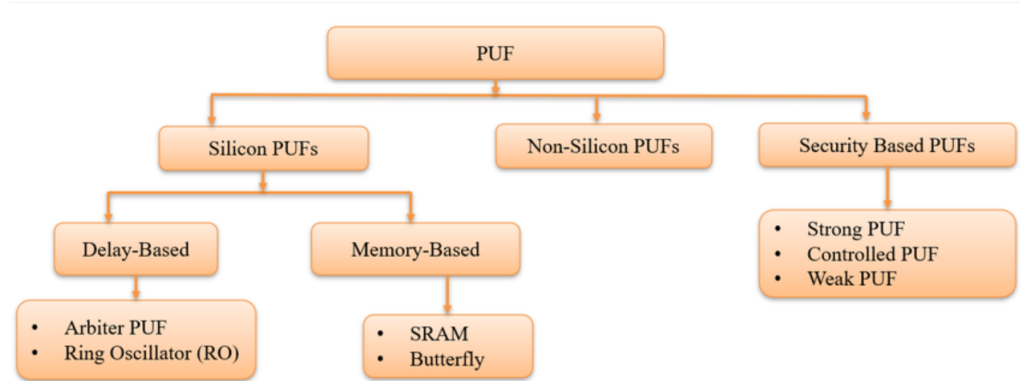 PUF
Silicon PUFs
Non-Silicon PUFs
Security Based PUFs
Delay-Based
Memory-Based
• Strong PUF
• Controlled PUF
• Weak PUF
• Arbiter PUF
• Ring Oscillator (RO)
• SRAM
• Butterfly